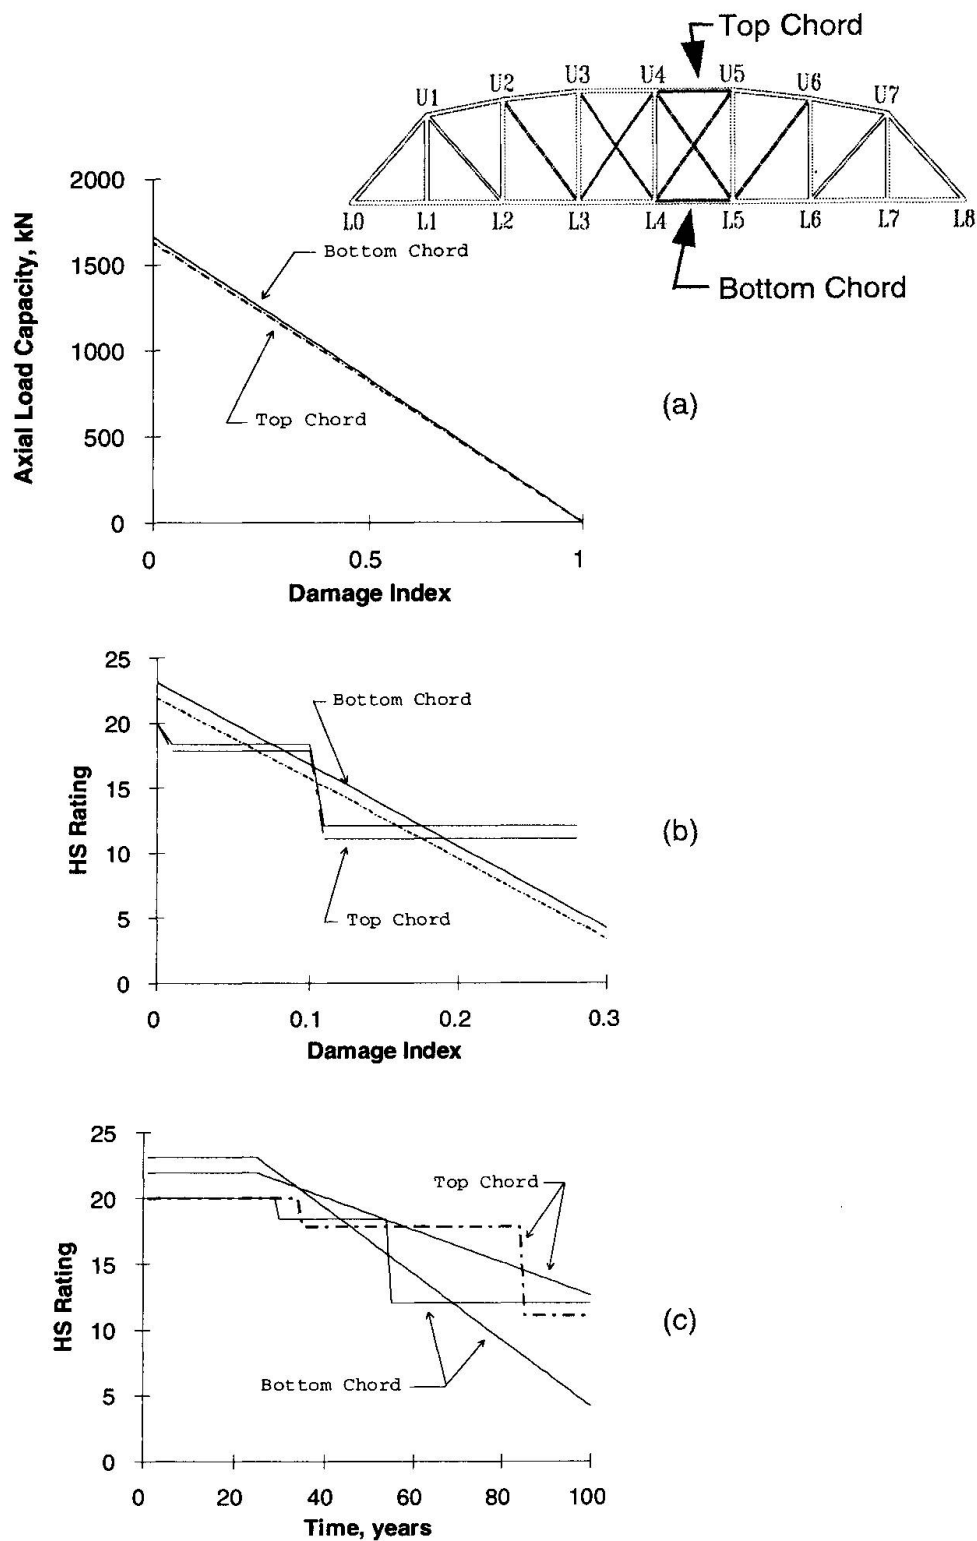 Top Chord
U1 U2 U3 U4 U5 U6 U7
L0 L1 L2 L3 L4 L5 L6 L7 L8
Bottom Chord
Axial Load Capacity, kN
2000
1500
1000
500
0
Bottom Chord
Top Chord
0 0.5 1
Damage Index
(a)
HS Rating
25
20
15
10
5
0
Bottom Chord
Top Chord
0 0.1 0.2 0.3
Damage Index
(b)
HS Rating
25
20
15
10
5
0
Top Chord
Bottom Chord
0 20 40 60 80 100
Time, years
(c)